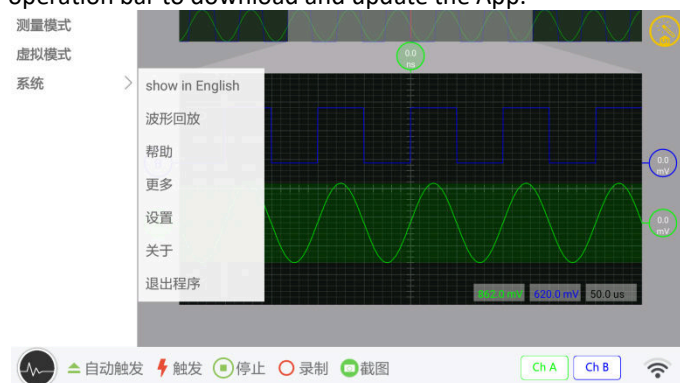 operation bar to download and update the App.
测量模式
虚拟模式
系统
show in English
波形回放
帮助
更多
设置
关于
退出程序
0.0
ns
0.0
mV
0.0
mV
862.0 mV 620.0 mV 50.0 us
自动触发 触发 停止 录制 截图 Ch A Ch B